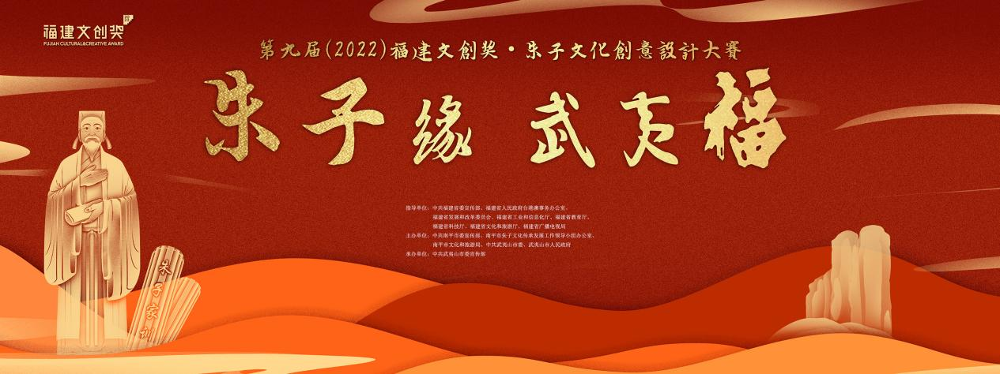 福建文创奖
FUJIAN CULTURAL&CREATIVE AWARD
第九届(2022)福建文創奖·朱子文化創意設計大賽
朱子缘 武夷福
指导单位：中共福建省委宣传部、福建省人民政府台港澳事务办公室、
福建省发展和改革委员会、福建省工业和信息化厅、福建省教育厅、
福建省科技厅、福建省文化和旅游厅、福建省广播电视局
主办单位：中共南平市委宣传部、南平市朱子文化传承发展工作领导小组办公室、
南平市文化和旅游局、中共武夷山市委、武夷山市人民政府
承办单位：中共武夷山市委宣传部
朱子家训